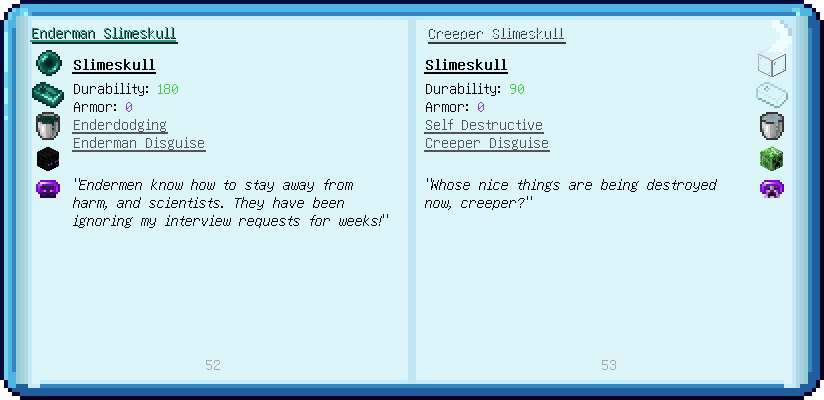 Enderman Slimeskull
Slimeskull
Durability: 180
Armor: 0
Enderdodging
Enderman Disguise
"Endermen know how to stay away from
harm, and scientists. They have been
ignoring my interview requests for weeks!"
52
Creeper Slimeskull
Slimeskull
Durability: 90
Armor: 0
Self Destructive
Creeper Disguise
"Whose nice things are being destroyed
now, creeper?"
53